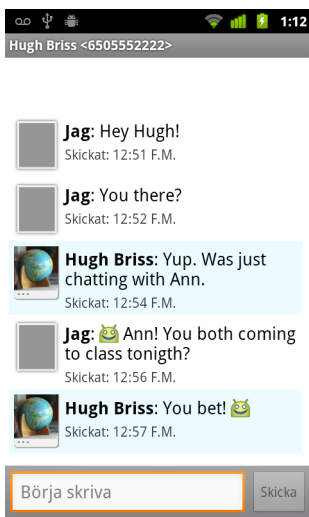 1:12
Hugh Briss <6505552222>
Jag: Hey Hugh!
Skickat: 12:51 F.M.
Jag: You there?
Skickat: 12:52 F.M.
Hugh Briss: Yup. Was just
chatting with Ann.
Skickat: 12:54 F.M.
Jag: Ann! You both coming
to class tonigth?
Skickat: 12:56 F.M.
Hugh Briss: You bet!
Skickat: 12:57 F.M.
Börja skriva
Skicka